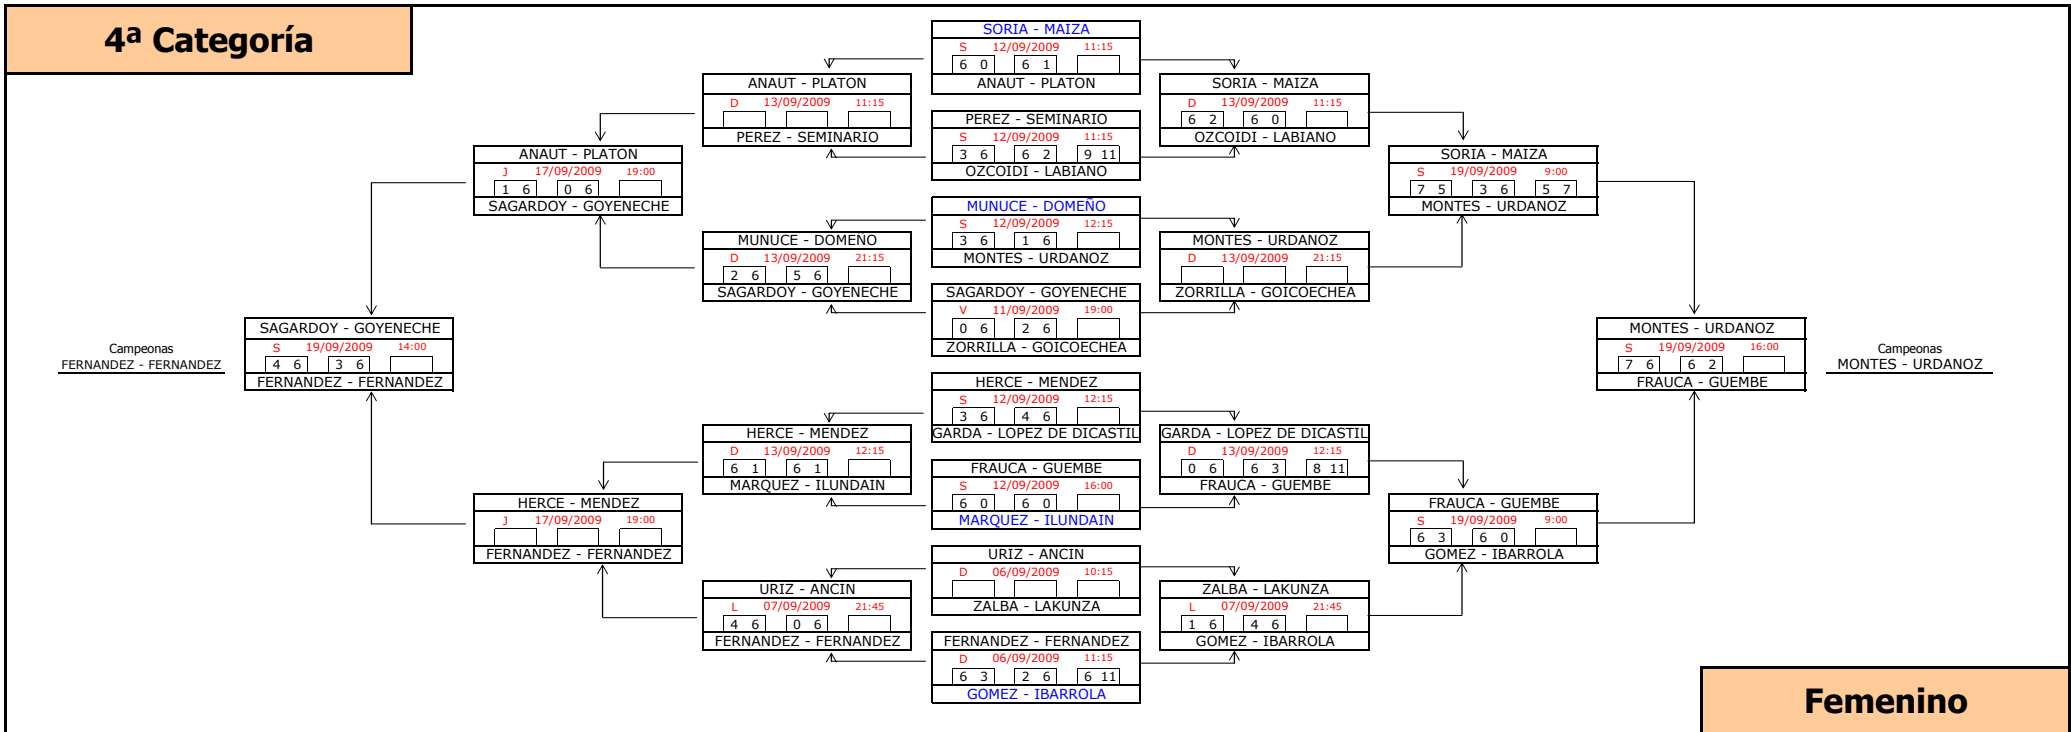 4ª Categoría
SORIA - MAIZA
S 12/09/2009 11:15
6 0 6 1
ANAUT - PLATON
PEREZ - SEMINARIO
S 12/09/2009 11:15
3 6 6 2 9 11
OZCOIDI - LABIANO
MUNUCE - DOMEÑO
S 12/09/2009 12:15
3 6 1 6
MONTES - URDANOZ
SAGARDOY - GOYENECHE
V 11/09/2009 19:00
0 6 2 6
ZORRILLA - GOICOECHEA
HERCE - MENDEZ
S 12/09/2009 12:15
3 6 4 6
GARDA - LOPEZ DE DICASTIL
FRAUCA - GUEMBE
S 12/09/2009 16:00
6 0 6 0
MARQUEZ - ILUNDAIN
URIZ - ANCIN
D 06/09/2009 10:15
ZALBA - LAKUNZA
FERNANDEZ - FERNANDEZ
D 06/09/2009 11:15
6 3 2 6 6 11
GOMEZ - IBARROLA
ANAUT - PLATON
D 13/09/2009 11:15
PEREZ - SEMINARIO
MUNUCE - DOMEÑO
D 13/09/2009 21:15
2 6 5 6
SAGARDOY - GOYENECHE
HERCE - MENDEZ
D 13/09/2009 12:15
6 1 6 1
MARQUEZ - ILUNDAIN
URIZ - ANCIN
L 07/09/2009 21:45
4 6 0 6
FERNANDEZ - FERNANDEZ
ANAUT - PLATON
J 17/09/2009 19:00
1 6 0 6
SAGARDOY - GOYENECHE
HERCE - MENDEZ
J 17/09/2009 19:00
FERNANDEZ - FERNANDEZ
SAGARDOY - GOYENECHE
S 19/09/2009 14:00
4 6 3 6
FERNANDEZ - FERNANDEZ
Campeonas
FERNANDEZ - FERNANDEZ
SORIA - MAIZA
D 13/09/2009 11:15
6 2 6 0
OZCOIDI - LABIANO
MONTES - URDANOZ
D 13/09/2009 21:15
ZORRILLA - GOICOECHEA
GARDA - LOPEZ DE DICASTIL
D 13/09/2009 12:15
0 6 6 3 8 11
FRAUCA - GUEMBE
ZALBA - LAKUNZA
L 07/09/2009 21:45
1 6 4 6
GOMEZ - IBARROLA
SORIA - MAIZA
S 19/09/2009 9:00
7 5 3 6 5 7
MONTES - URDANOZ
FRAUCA - GUEMBE
S 19/09/2009 9:00
6 3 6 0
GOMEZ - IBARROLA
MONTES - URDANOZ
S 19/09/2009 16:00
7 6 6 2
FRAUCA - GUEMBE
Campeonas
MONTES - URDANOZ
Femenino